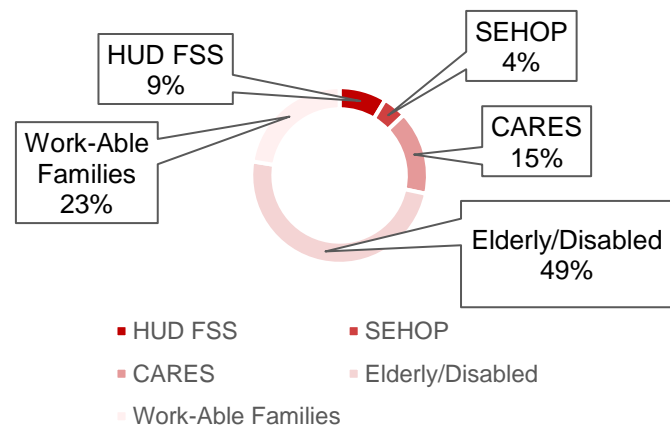 HUD FSS
9%
SEHOP
4%
Work-Able
Families
23%
CARES
15%
Elderly/Disabled
49%
HUD FSS
SEHOP
CARES
Elderly/Disabled
Work-Able Families